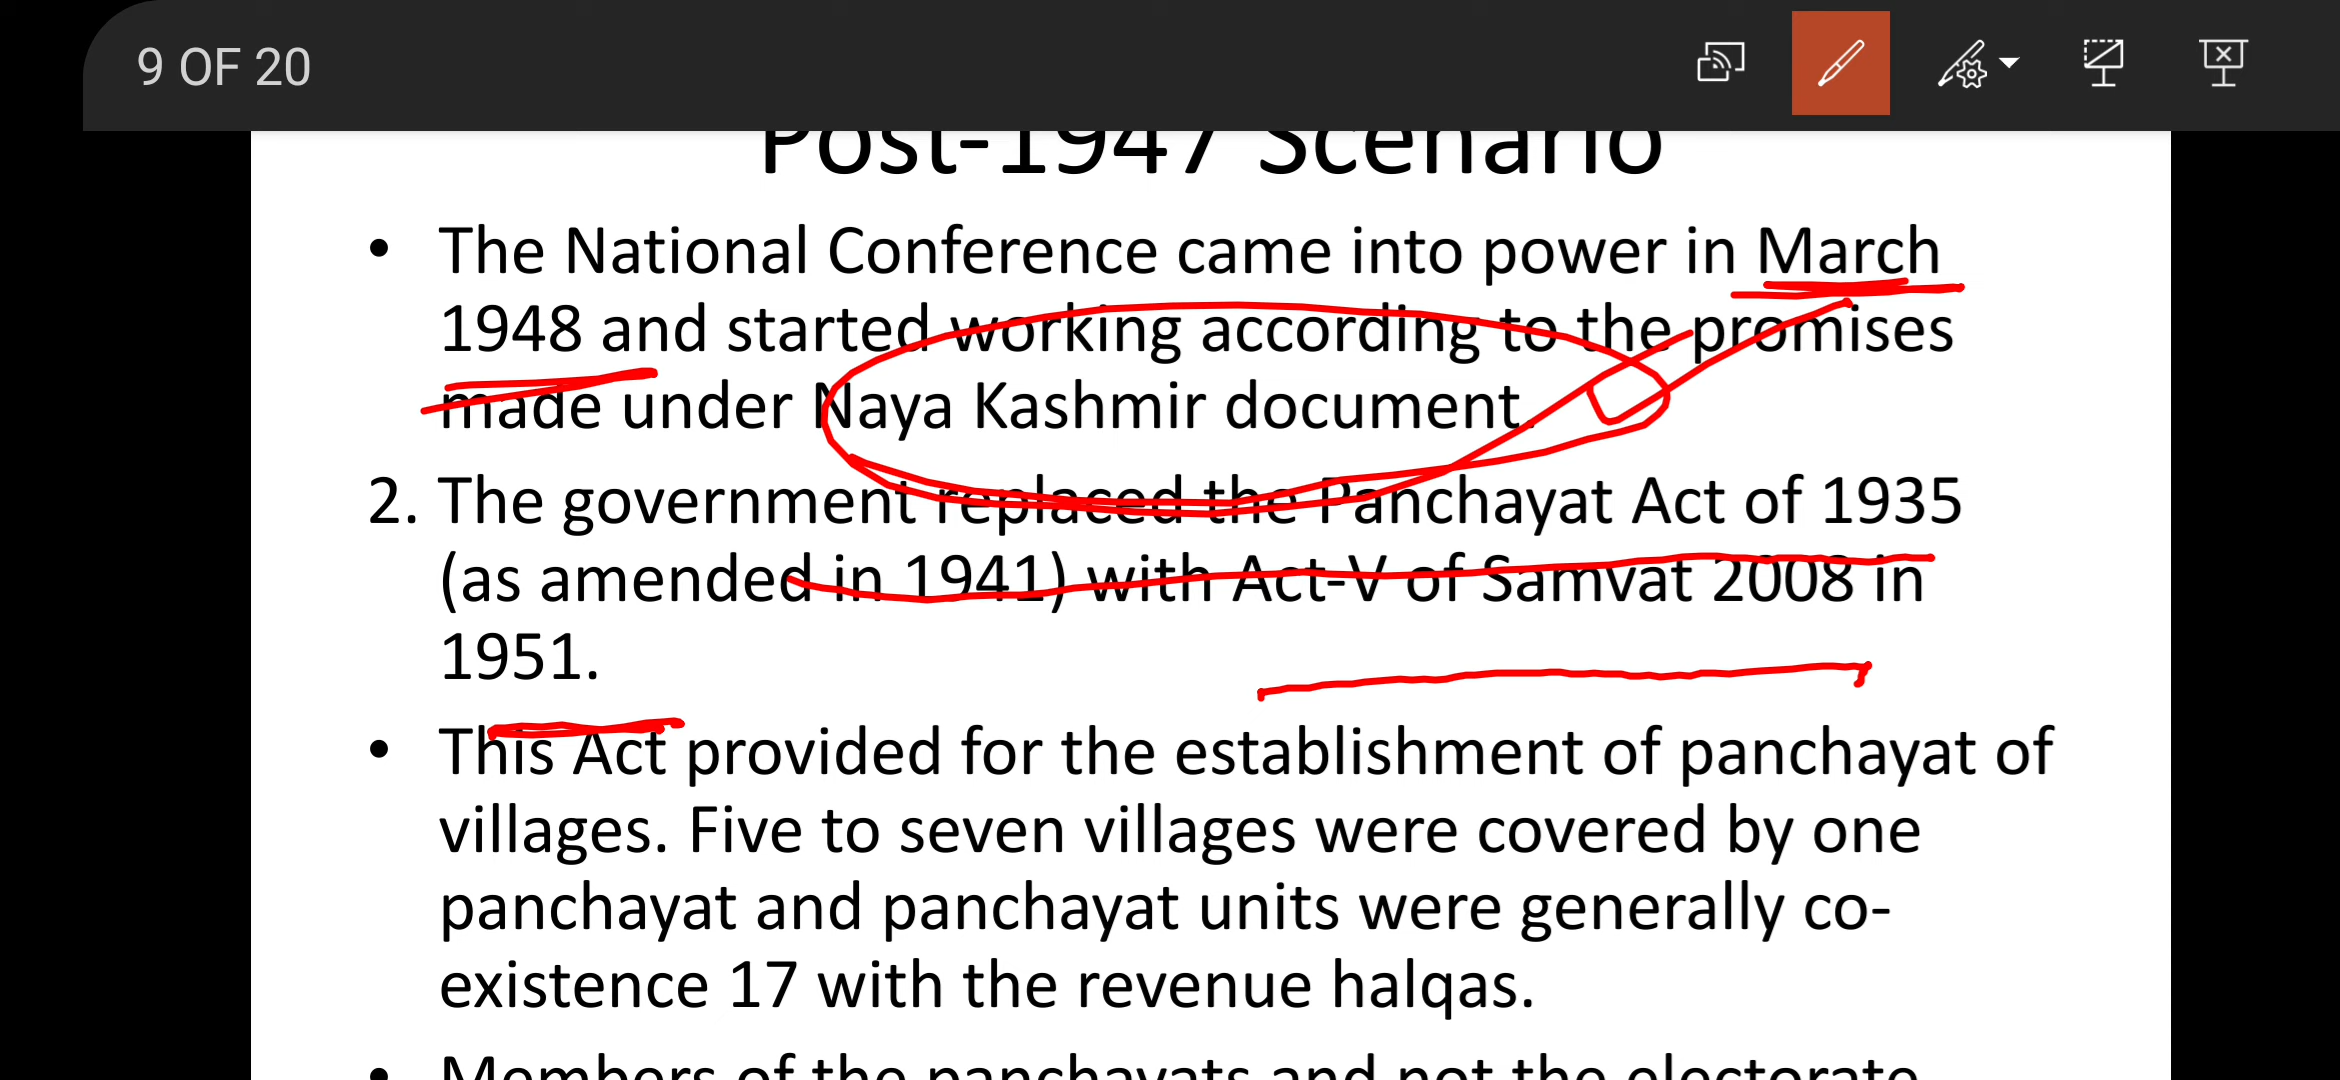 9 OF 20
Post-1947 Scenario
• The National Conference came into power in March
1948 and started working according to the promises
made under Naya Kashmir document.
2. The government replaced the Panchayat Act of 1935
(as amended in 1941) with Act-V of Samvat 2008 in
1951.
• This Act provided for the establishment of panchayat of
villages. Five to seven villages were covered by one
panchayat and panchayat units were generally co-
existence 17 with the revenue halqas.
• Members of the panchayats and not the electorate